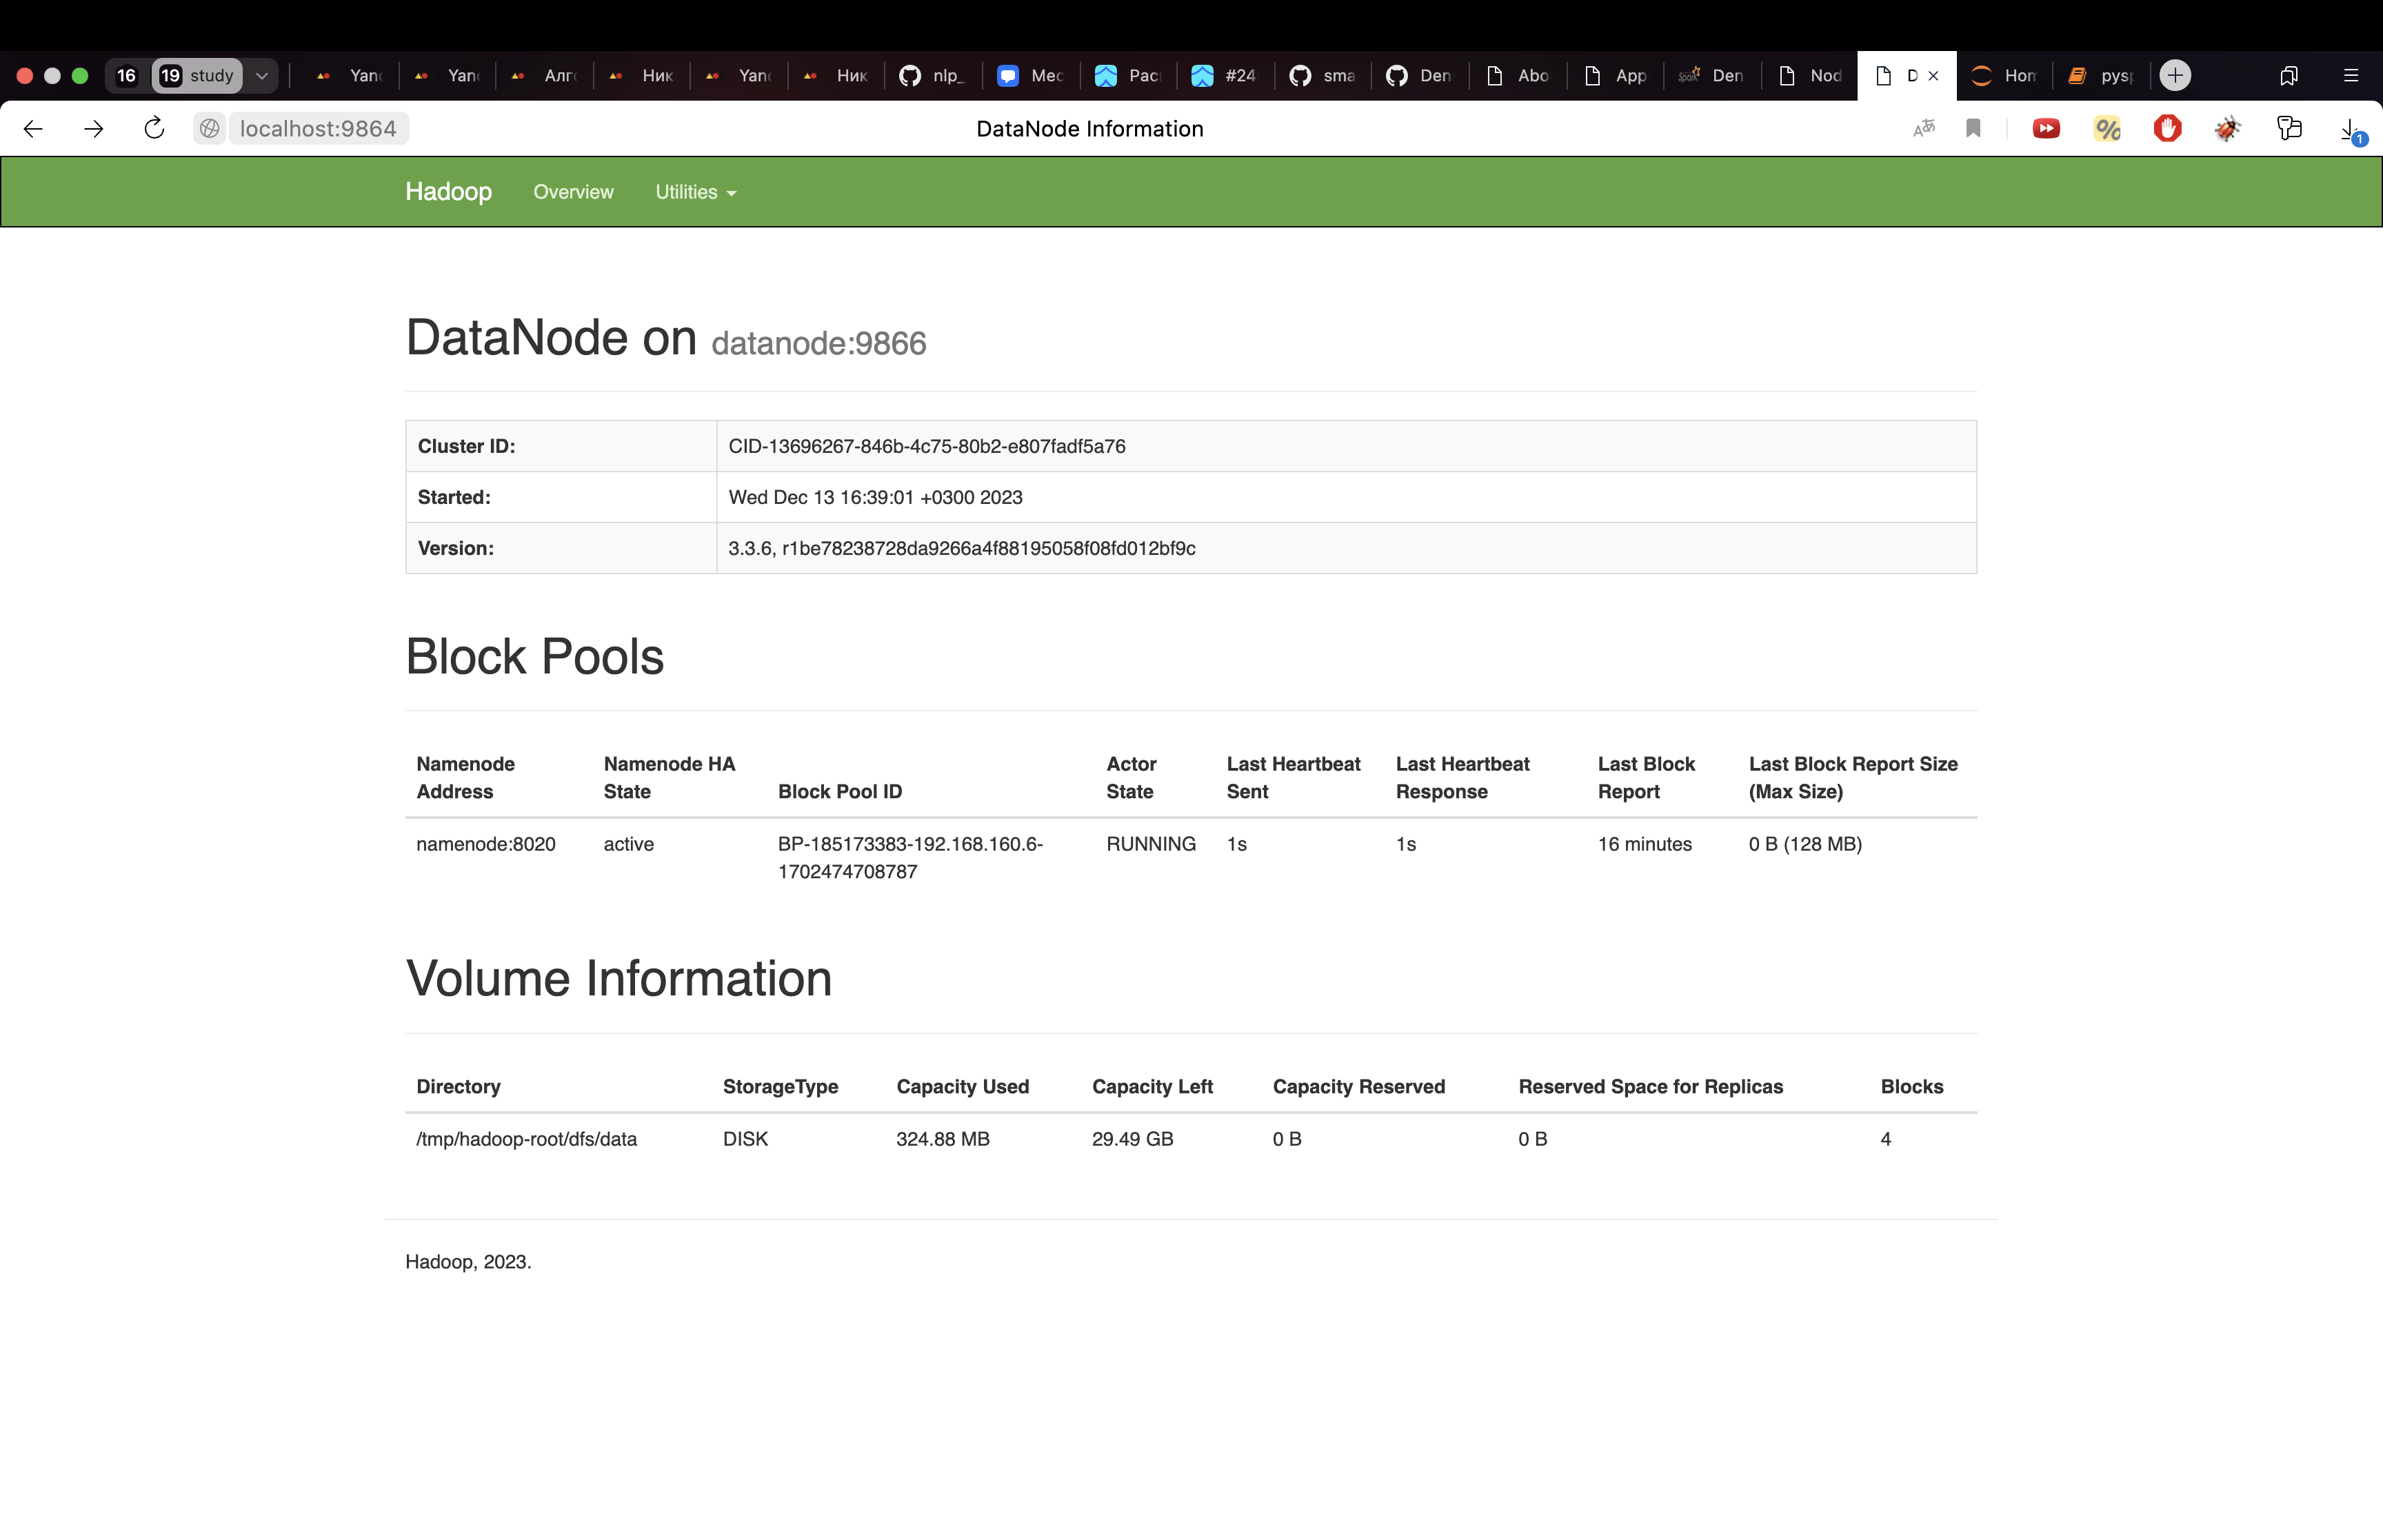 16 19 study Yan Yan Алг Ник Yan Ник nlp_ Мес Рас #24 sma Den Abo App Den Nod D Hom pys
localhost:9864 DataNode Information
1
Hadoop Overview Utilities
DataNode on datanode:9866
Cluster ID: CID-13696267-846b-4c75-80b2-e807fadf5a76
Started: Wed Dec 13 16:39:01 +0300 2023
Version: 3.3.6, r1be78238728da9266a4f88195058f08fd012bf9c
Block Pools
Namenode Address Namenode HA State Block Pool ID Actor State Last Heartbeat Sent Last Heartbeat Response Last Block Report Last Block Report Size (Max Size)
namenode:8020 active BP-185173383-192.168.160.6- RUNNING 1s 1s 16 minutes 0 B (128 MB)
1702474708787
Volume Information
Directory StorageType Capacity Used Capacity Left Capacity Reserved Reserved Space for Replicas Blocks
/tmp/hadoop-root/dfs/data DISK 324.88 MB 29.49 GB 0 B 0 B 4
Hadoop, 2023.